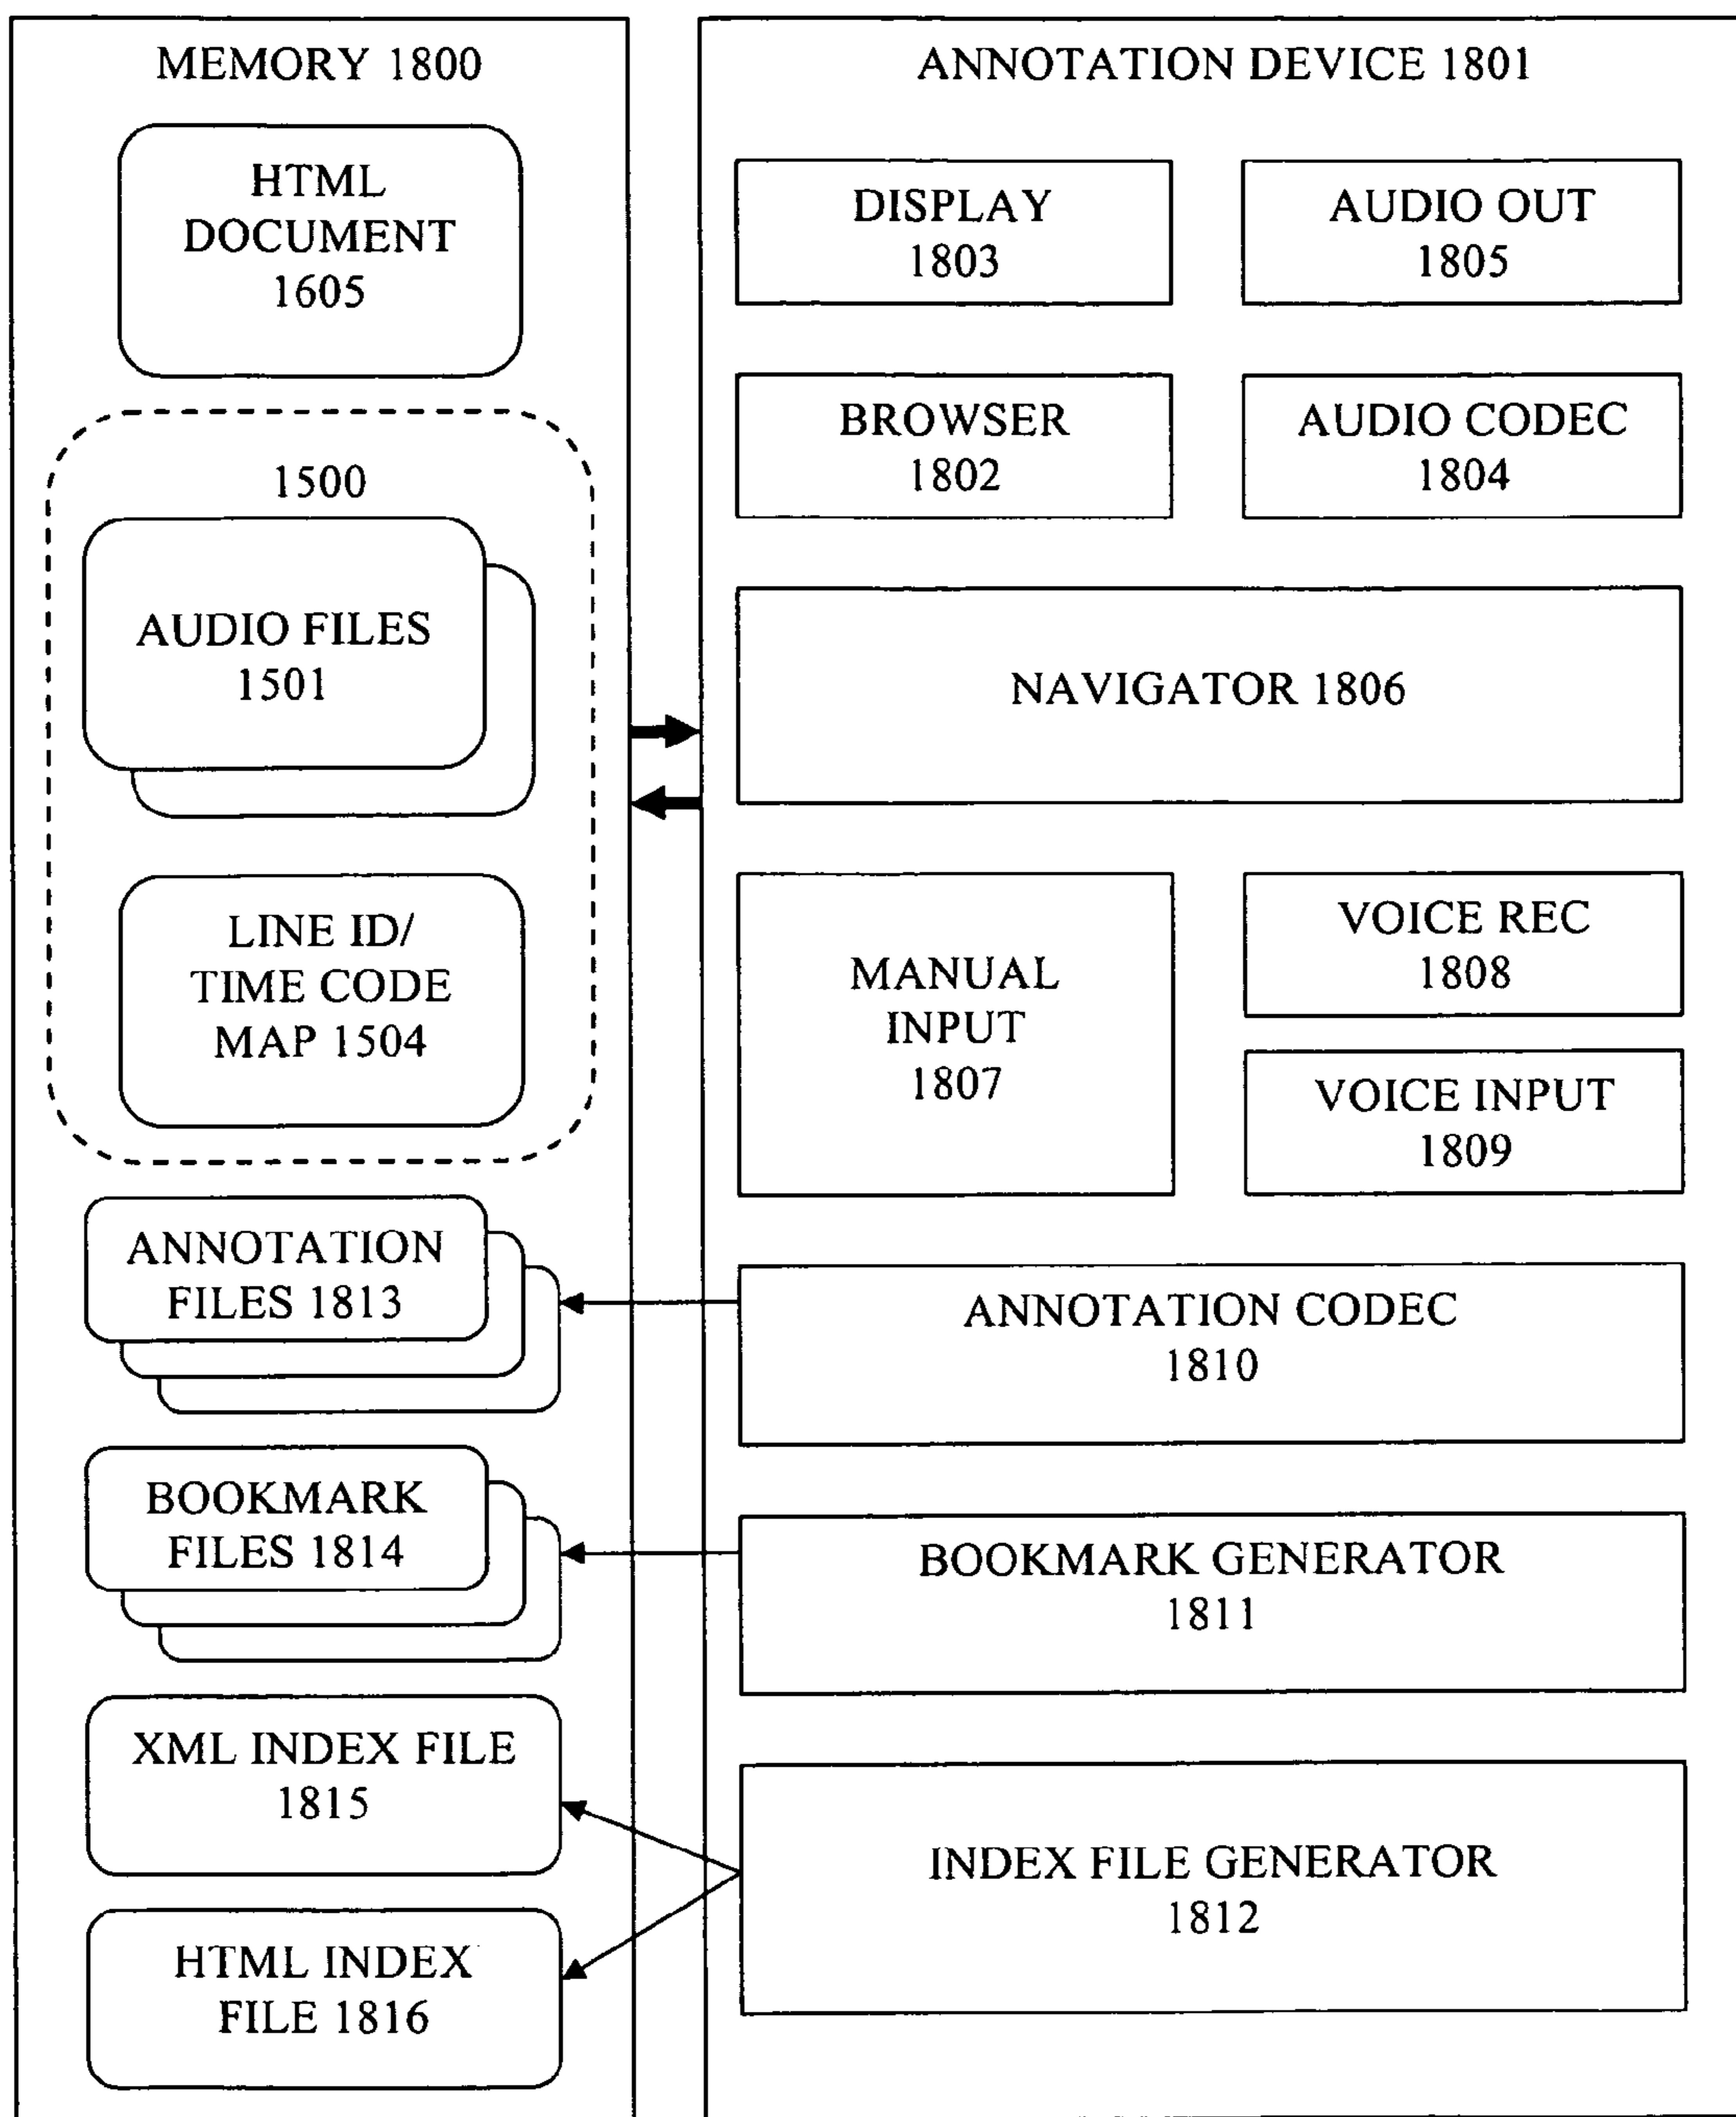 MEMORY 1800
HTML
DOCUMENT
1605
1500
AUDIO FILES
1501
LINE ID/
TIME CODE
MAP 1504
ANNOTATION
FILES 1813
BOOKMARK
FILES 1814
XML INDEX FILE
1815
HTML INDEX
FILE 1816
ANNOTATION DEVICE 1801
DISPLAY
1803
AUDIO OUT
1805
BROWSER
1802
AUDIO CODEC
1804
NAVIGATOR 1806
MANUAL
INPUT
1807
VOICE REC
1808
VOICE INPUT
1809
ANNOTATION CODEC
1810
BOOKMARK GENERATOR
1811
INDEX FILE GENERATOR
1812